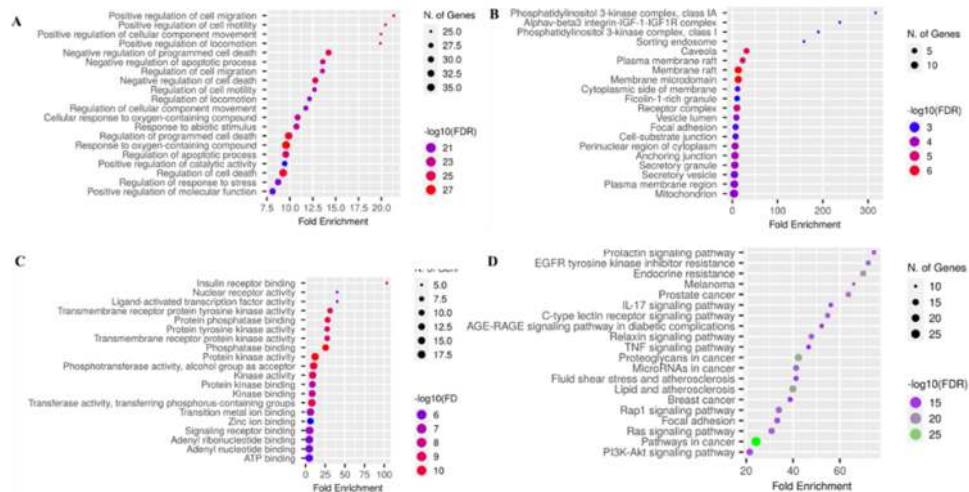 A
Positive regulation of cell migration
Positive regulation of cell motility
Positive regulation of cellular component movement
Positive regulation of locomotion
Negative regulation of programmed cell death
Negative regulation of apoptotic process
Regulation of cell migration
Negative regulation of cell death
Regulation of cell motility
Regulation of locomotion
Regulation of cellular component movement
Cellular response to oxygen-containing compound
Response to abiotic stimulus
Regulation of programmed cell death
Response to oxygen-containing compound
Regulation of apoptotic process
Positive regulation of catalytic activity
Regulation of cell death
Regulation of response to stress
Positive regulation of molecular function
7.5 10.0 12.5 15.0 17.5 20.0
Fold Enrichment
N. of Genes
25.0
27.5
30.0
32.5
35.0
-log10(FDR)
21
23
25
27
B
Phosphatidylinositol 3-kinase complex, class IA
Alphav-beta3 integrin-IGF-1-IGF1R complex
Phosphatidylinositol 3-kinase complex, class I
Sorting endosome
Caveola
Plasma membrane raft
Membrane raft
Membrane microdomain
Cytoplasmic side of membrane
Ficolin-1-rich granule
Receptor complex
Vesicle lumen
Focal adhesion
Cell-substrate junction
Perinuclear region of cytoplasm
Anchoring junction
Secretory granule
Secretory vesicle
Plasma membrane region
Mitochondrion
0 100 200 300
Fold Enrichment
N. of Genes
5
10
-log10(FDR)
3
4
5
6
C
Insulin receptor binding
Nuclear receptor activity
Ligand-activated transcription factor activity
Transmembrane receptor protein tyrosine kinase activity
Protein phosphatase binding
Protein tyrosine kinase activity
Transmembrane receptor protein kinase activity
Phosphatase binding
Protein kinase activity
Phosphotransferase activity, alcohol group as acceptor
Kinase activity
Protein kinase binding
Kinase binding
Transferase activity, transferring phosphorus-containing groups
Transition metal ion binding
Zinc ion binding
Signaling receptor binding
Adenyl ribonucleotide binding
Adenyl nucleotide binding
ATP binding
0 25 50 75 100
Fold Enrichment
5.0
7.5
10.0
12.5
15.0
17.5
-log10(FD
6
7
8
9
10
D
Prolactin signaling pathway
EGFR tyrosine kinase inhibitor resistance
Endocrine resistance
Melanoma
Prostate cancer
IL-17 signaling pathway
C-type lectin receptor signaling pathway
AGE-RAGE signaling pathway in diabetic complications
Relaxin signaling pathway
TNF signaling pathway
Proteoglycans in cancer
MicroRNAs in cancer
Fluid shear stress and atherosclerosis
Lipid and atherosclerosis
Breast cancer
Rap1 signaling pathway
Focal adhesion
Ras signaling pathway
Pathways in cancer
PI3K-Akt signaling pathway
20 40 60
Fold Enrichment
N. of Genes
10
15
20
25
-log10(FDR)
15
20
25